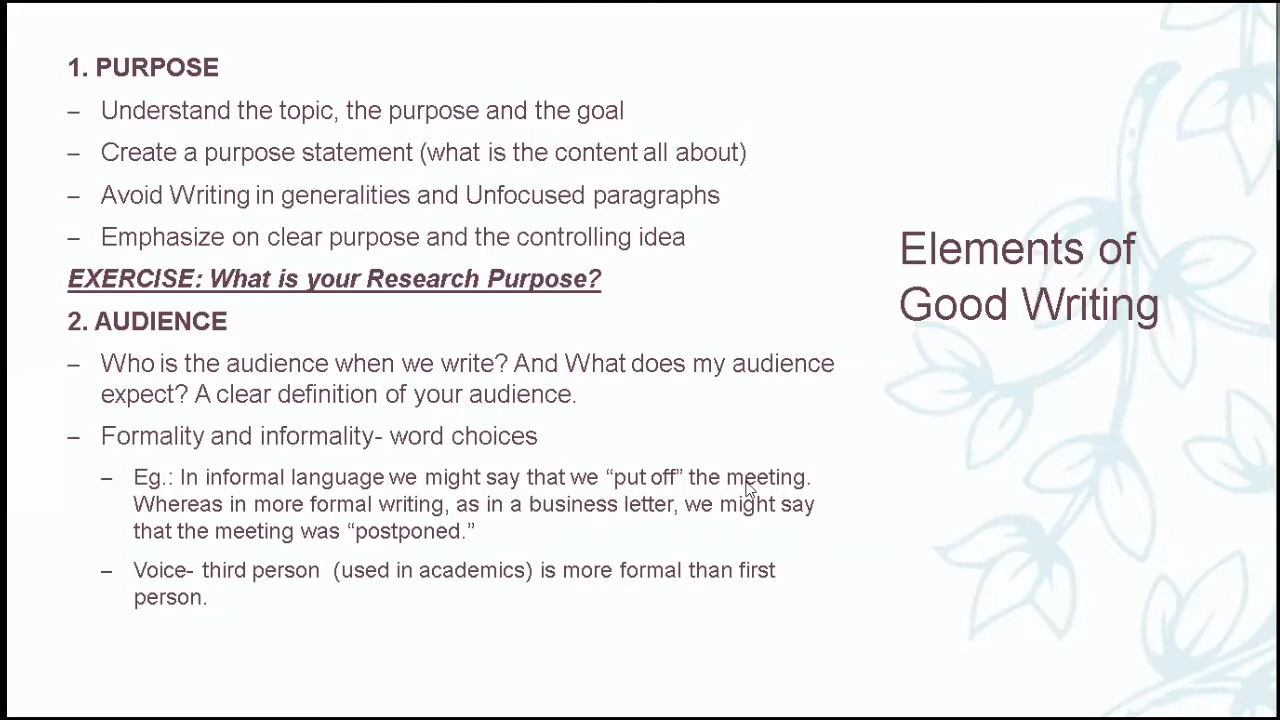 1. PURPOSE
– Understand the topic, the purpose and the goal
– Create a purpose statement (what is the content all about)
– Avoid Writing in generalities and Unfocused paragraphs
– Emphasize on clear purpose and the controlling idea
EXERCISE: What is your Research Purpose?
2. AUDIENCE
– Who is the audience when we write? And What does my audience
expect? A clear definition of your audience.
– Formality and informality- word choices
– Eg.: In informal language we might say that we “put off” the meeting.
Whereas in more formal writing, as in a business letter, we might say
that the meeting was “postponed.”
– Voice- third person (used in academics) is more formal than first
person.
Elements of
Good Writing